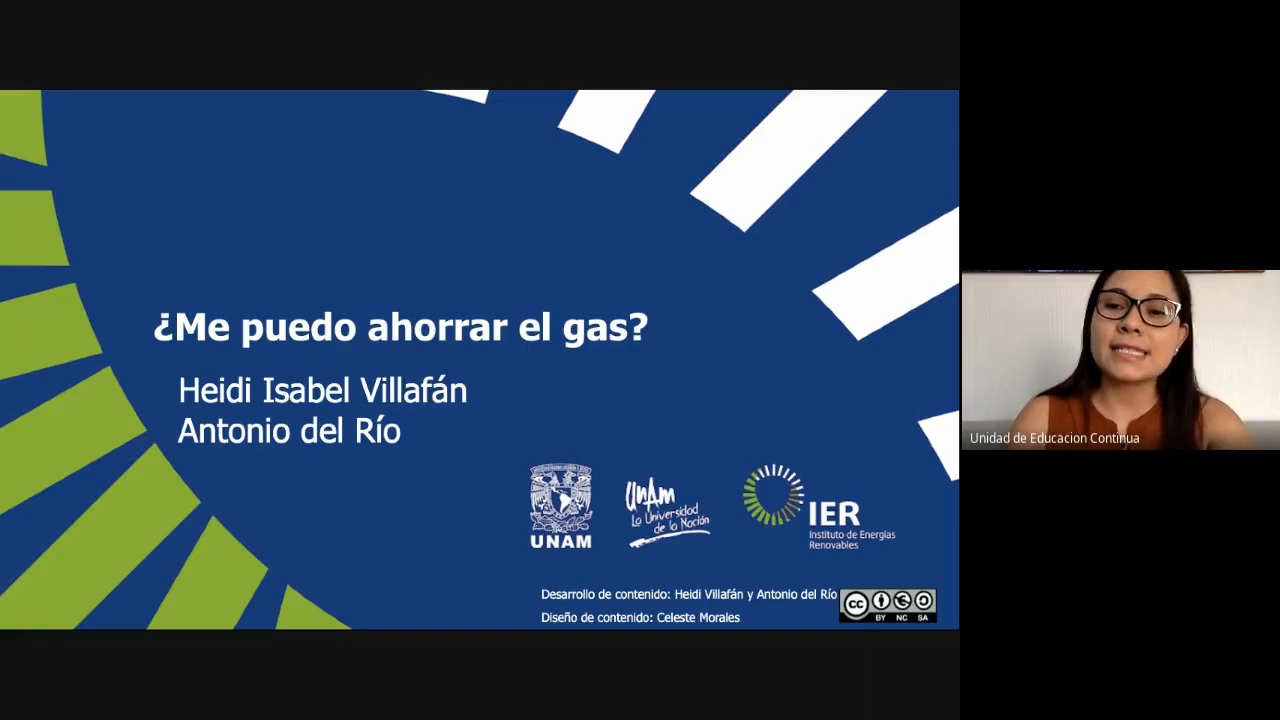 ¿Me puedo ahorrar el gas?
Heidi Isabel Villafán
Antonio del Río
UNAM
UnAm
La Universidad
de la Nación
IER
Instituto de Energías
Renovables
Desarrollo de contenido: Heidi Villafán y Antonio del Río
Diseño de contenido: Celeste Morales
cc
BY NC SA
Unidad de Educacion Continua